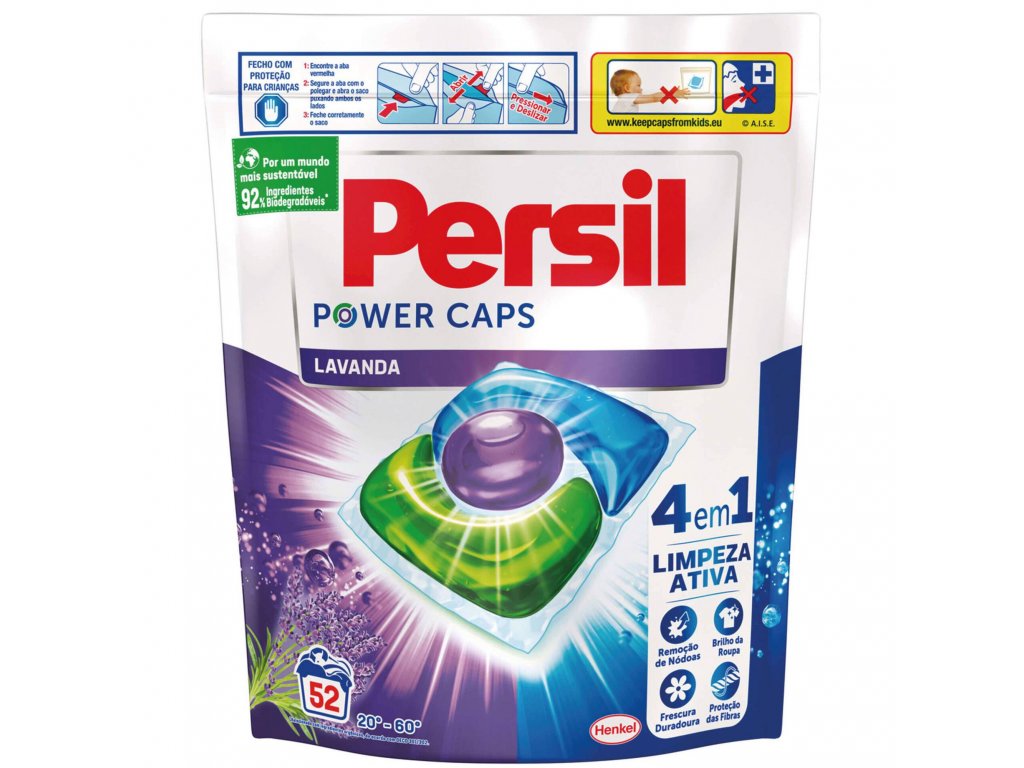 FECHO COM
PROTEÇÃO
PARA CRIANÇAS
1: Encontre a aba
vermelha
2: Segure a aba com o
polegar e abra o saco
puxando ambos os
lados
3: Feche corretamente
o saco
Abrir
Pressionar
e Deslizar
www.keepcapsfromkids.eu
© A.I.S.E.
Por um mundo
mais sustentável
92% Ingredientes
Biodegradáveis*
Persil
POWER CAPS
LAVANDA
4em1
LIMPEZA
ATIVA
Remoção
de Nódoas
Brilho da
Roupa
Frescura
Duradoura
Proteção
das Fibras
52
20° - 60°
Henkel